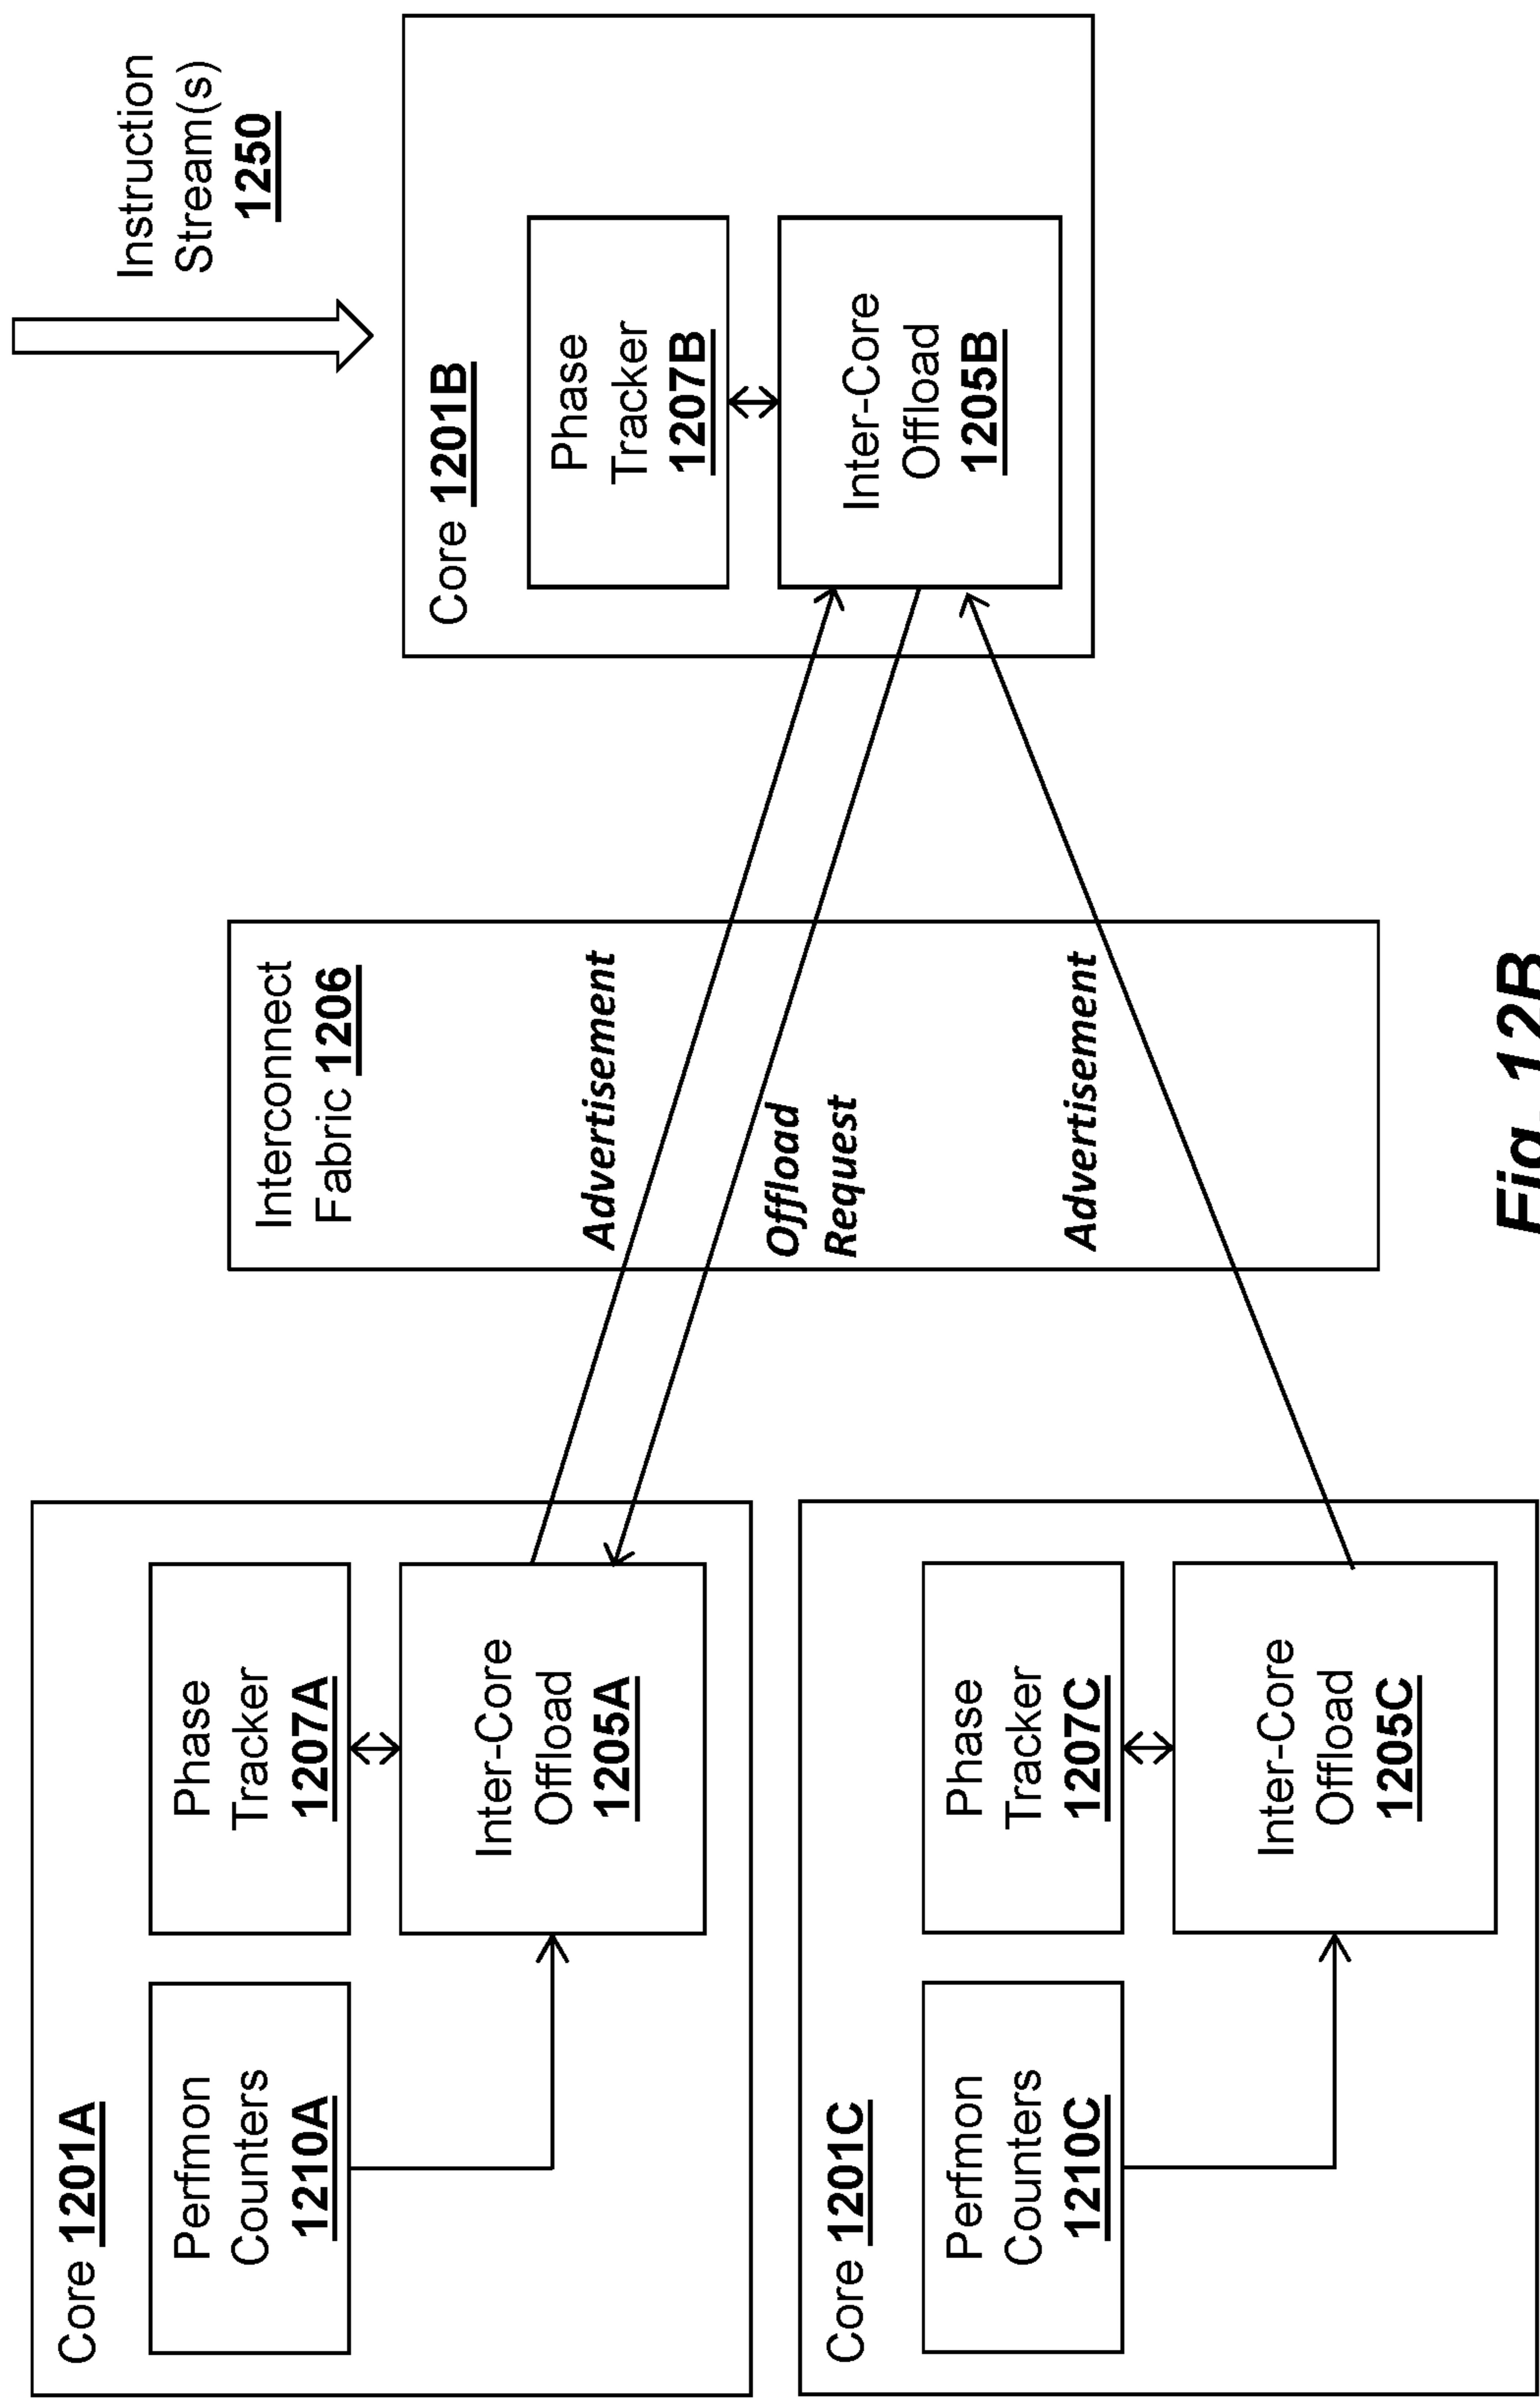 Core 1201A
Perfmon
Counters
1210A
Phase
Tracker
1207A
Inter-Core
Offload
1205A
Core 1201C
Perfmon
Counters
1210C
Phase
Tracker
1207C
Inter-Core
Offload
1205C
Interconnect
Fabric 1206
Advertisement
Offload
Request
Advertisement
Instruction
Stream(s)
1250
Core 1201B
Phase
Tracker
1207B
Inter-Core
Offload
1205B
Fig. 12B